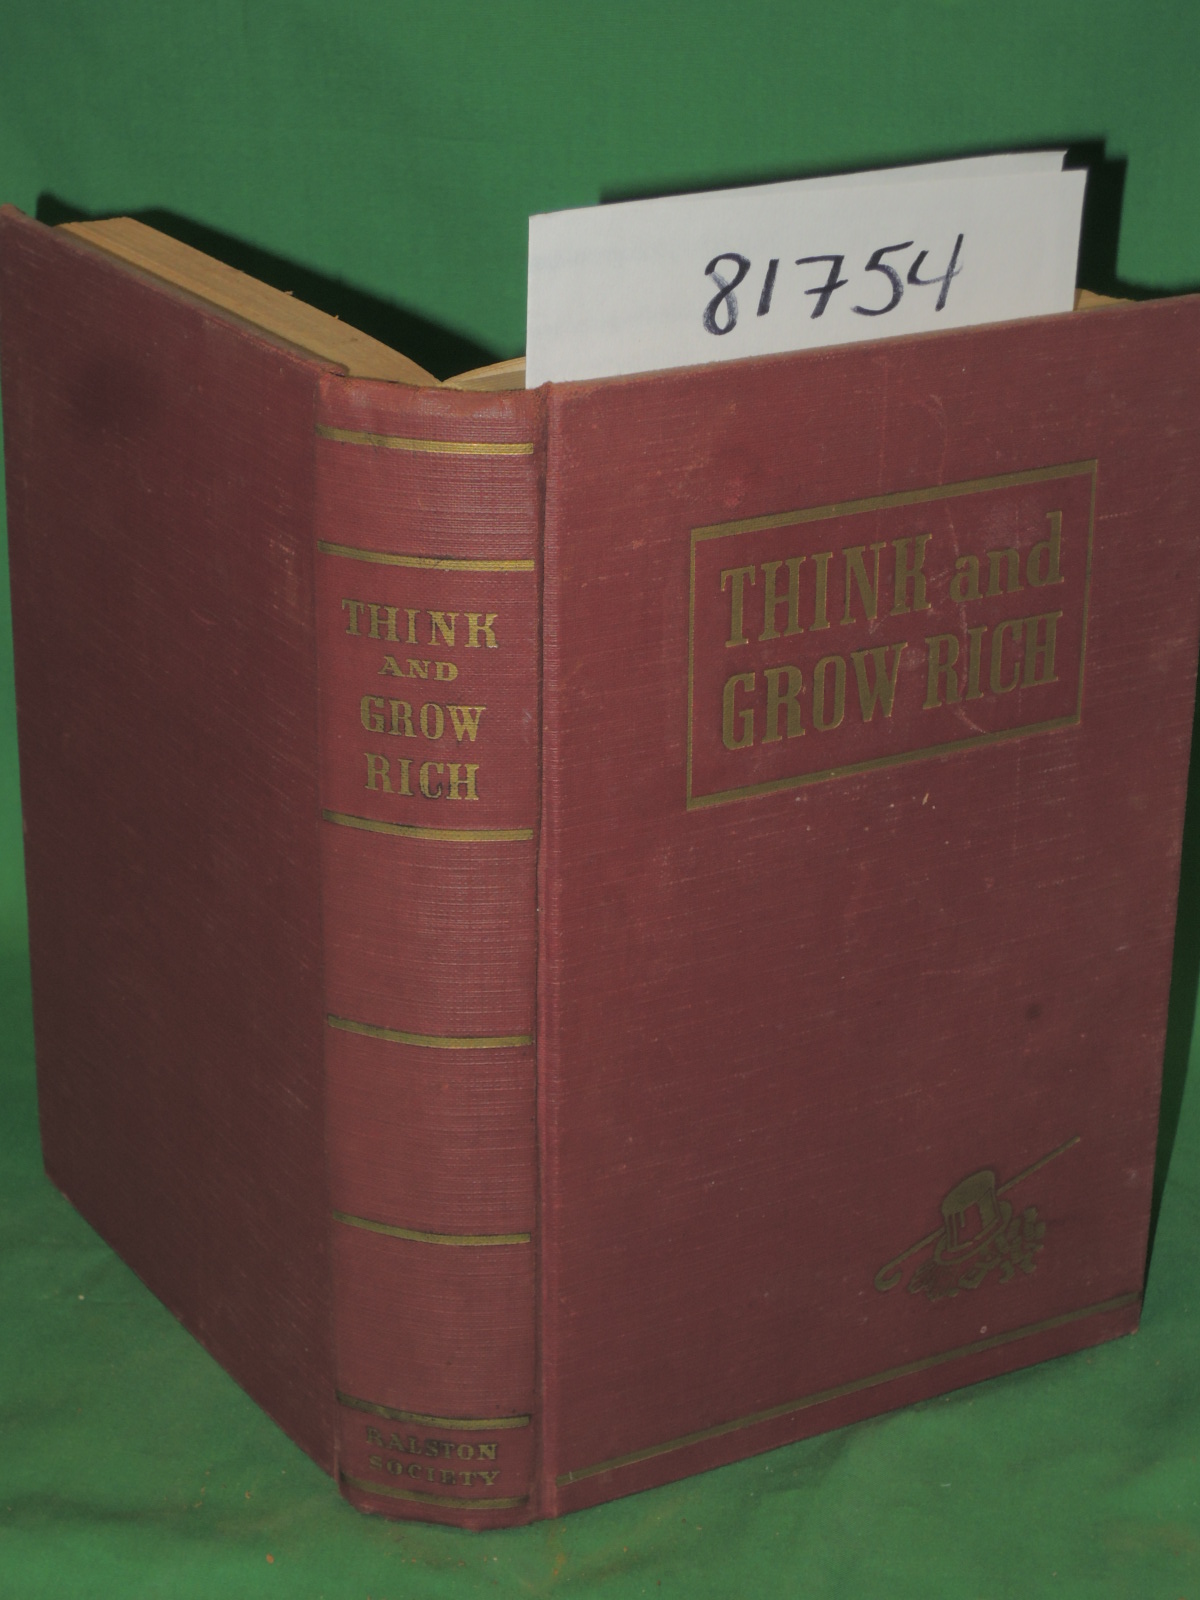 81754
THINK
AND
GROW
RICH
RALSTON
SOCIETY
THINK and
GROW RICH